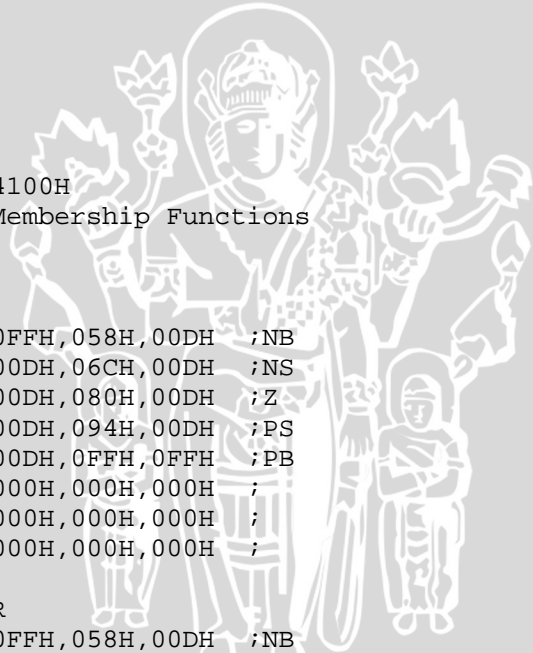 4100H
Membership Functions
0FFH,058H,00DH ;NB
00DH,06CH,00DH ;NS
00DH,080H,00DH ;Z
00DH,094H,00DH ;PS
00DH,0FFH,0FFH ;PB
000H,000H,000H ;
000H,000H,000H ;
000H,000H,000H ;
R
0FFH,058H,00DH ;NB